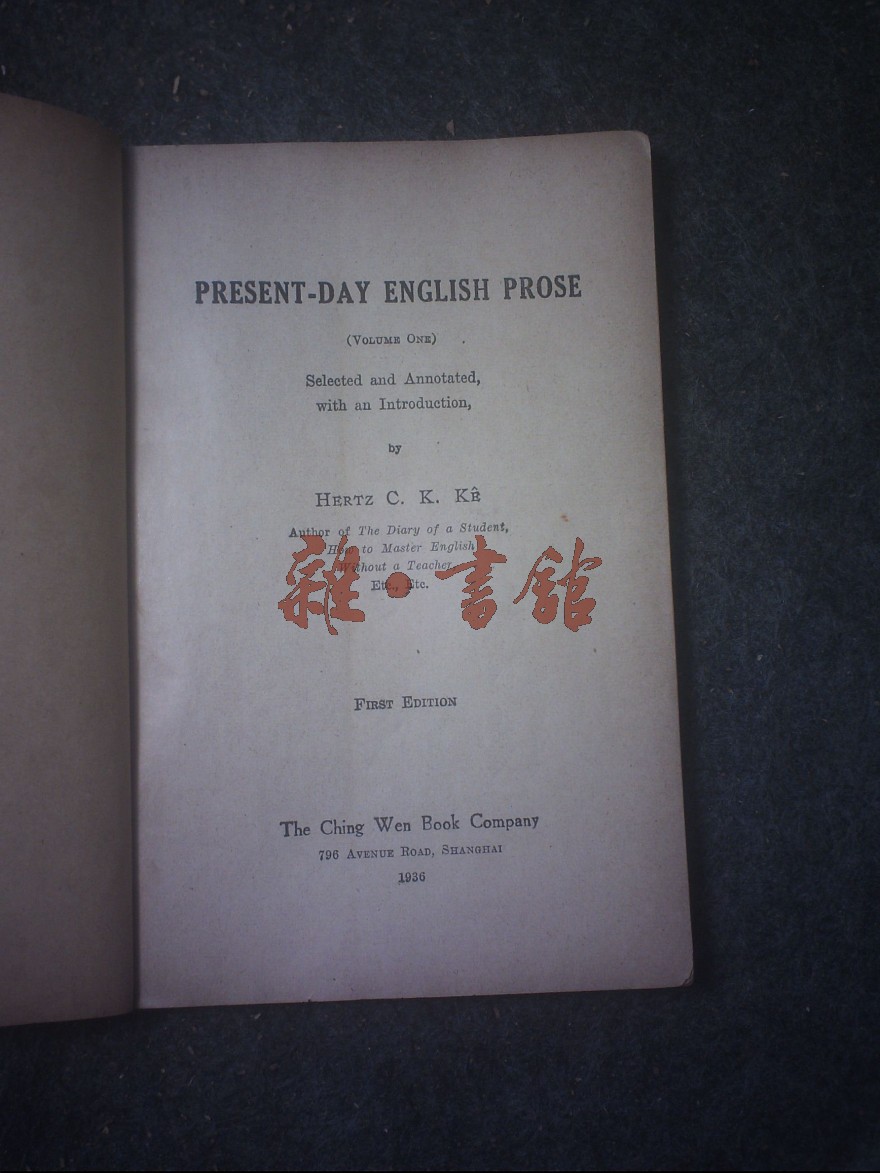 PRESENT-DAY ENGLISH PROSE
(VOLUME ONE)
Selected and Annotated,
with an Introduction,
by
HERTZ C. K. KÊ
Author of The Diary of a Student,
How to Master English
Without a Teacher,
Etc., Etc.
雜·書館
FIRST EDITION
The Ching Wen Book Company
796 AVENUE ROAD, SHANGHAI
1936